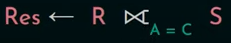 Res ← R ⋈ A = C S